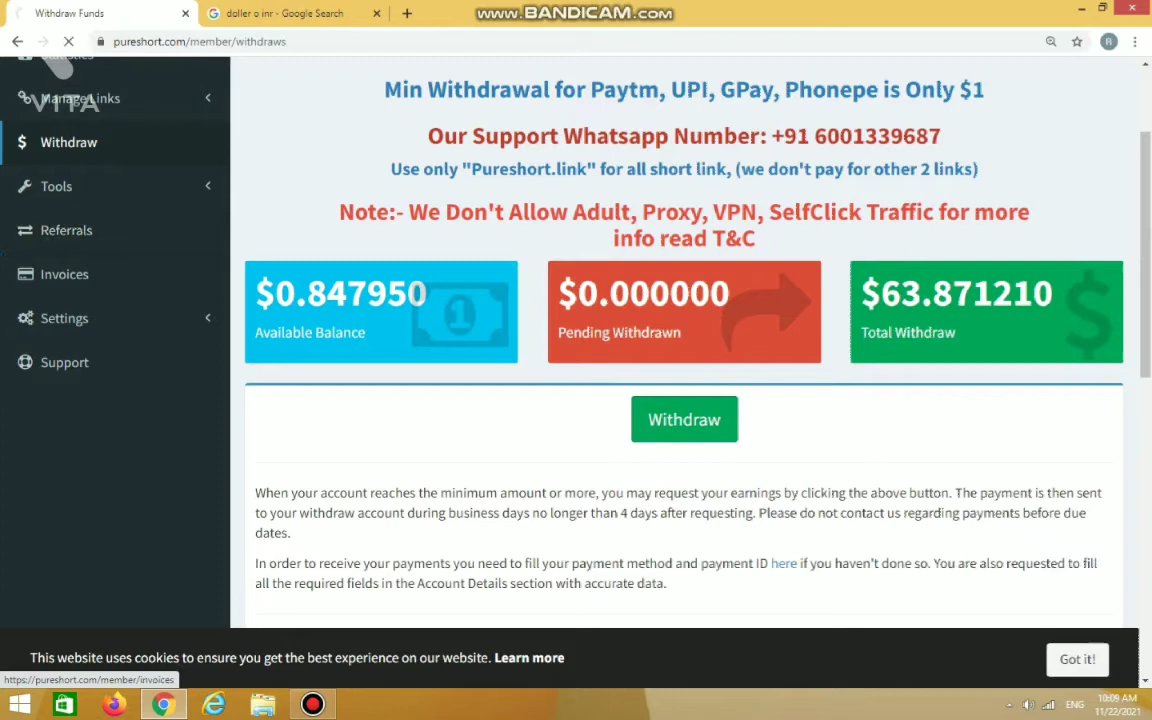 Withdraw Funds
doller o inr - Google Search
www.BANDICAM.com
pureshort.com/member/withdraws
R
Statistics
VITA
Manage Links
Withdraw
Tools
Referrals
Invoices
Settings
Support
Min Withdrawal for Paytm, UPI, GPay, Phonepe is Only $1
Our Support Whatsapp Number: +91 6001339687
Use only "Pureshort.link" for all short link, (we don't pay for other 2 links)
Note:- We Don't Allow Adult, Proxy, VPN, SelfClick Traffic for more
info read T&C
$0.847950
Available Balance
$0.000000
Pending Withdrawn
$63.871210
Total Withdraw
Withdraw
When your account reaches the minimum amount or more, you may request your earnings by clicking the above button. The payment is then sent
to your withdraw account during business days no longer than 4 days after requesting. Please do not contact us regarding payments before due
dates.
In order to receive your payments you need to fill your payment method and payment ID here if you haven't done so. You are also requested to fill
all the required fields in the Account Details section with accurate data.
This website uses cookies to ensure you get the best experience on our website. Learn more
Got it!
https://pureshort.com/member/invoices
ENG
10:09 AM
11/22/2021